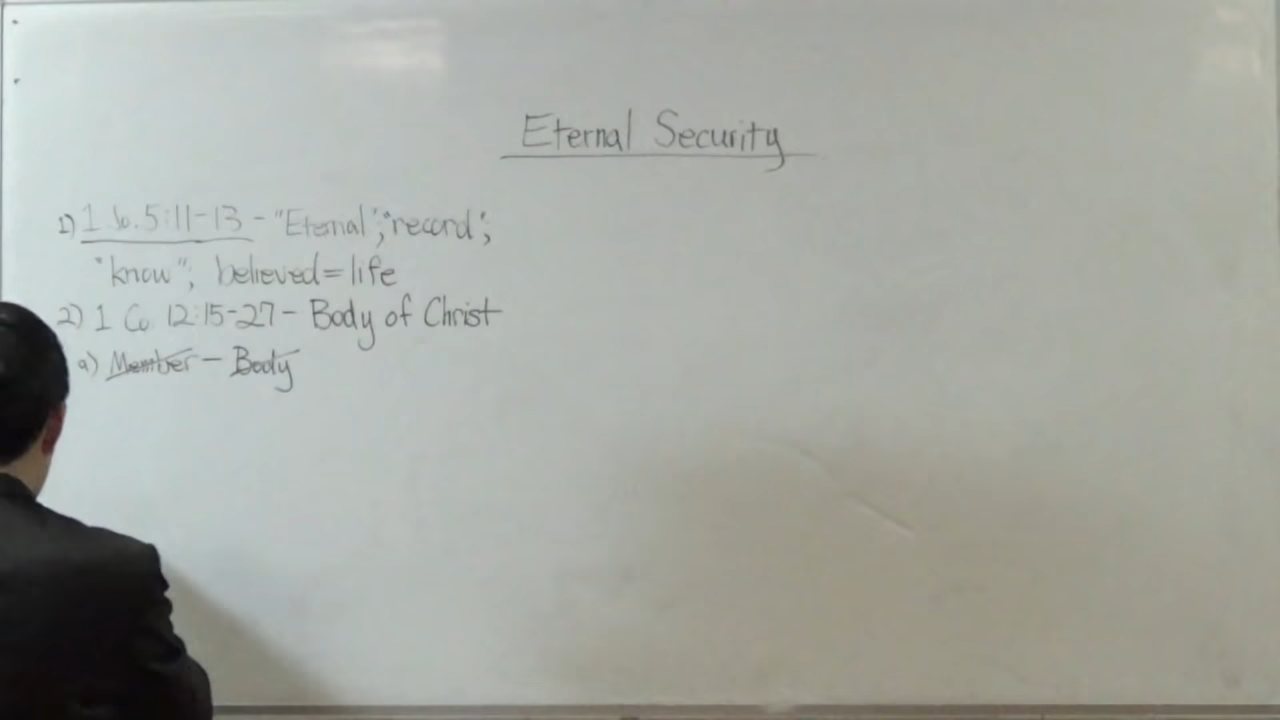 Eternal Security
1) 1 Jo. 5:11-13 - "Eternal"; "record";
"know"; believed = life
2) 1 Co. 12:15-27 - Body of Christ
a) Member - Body